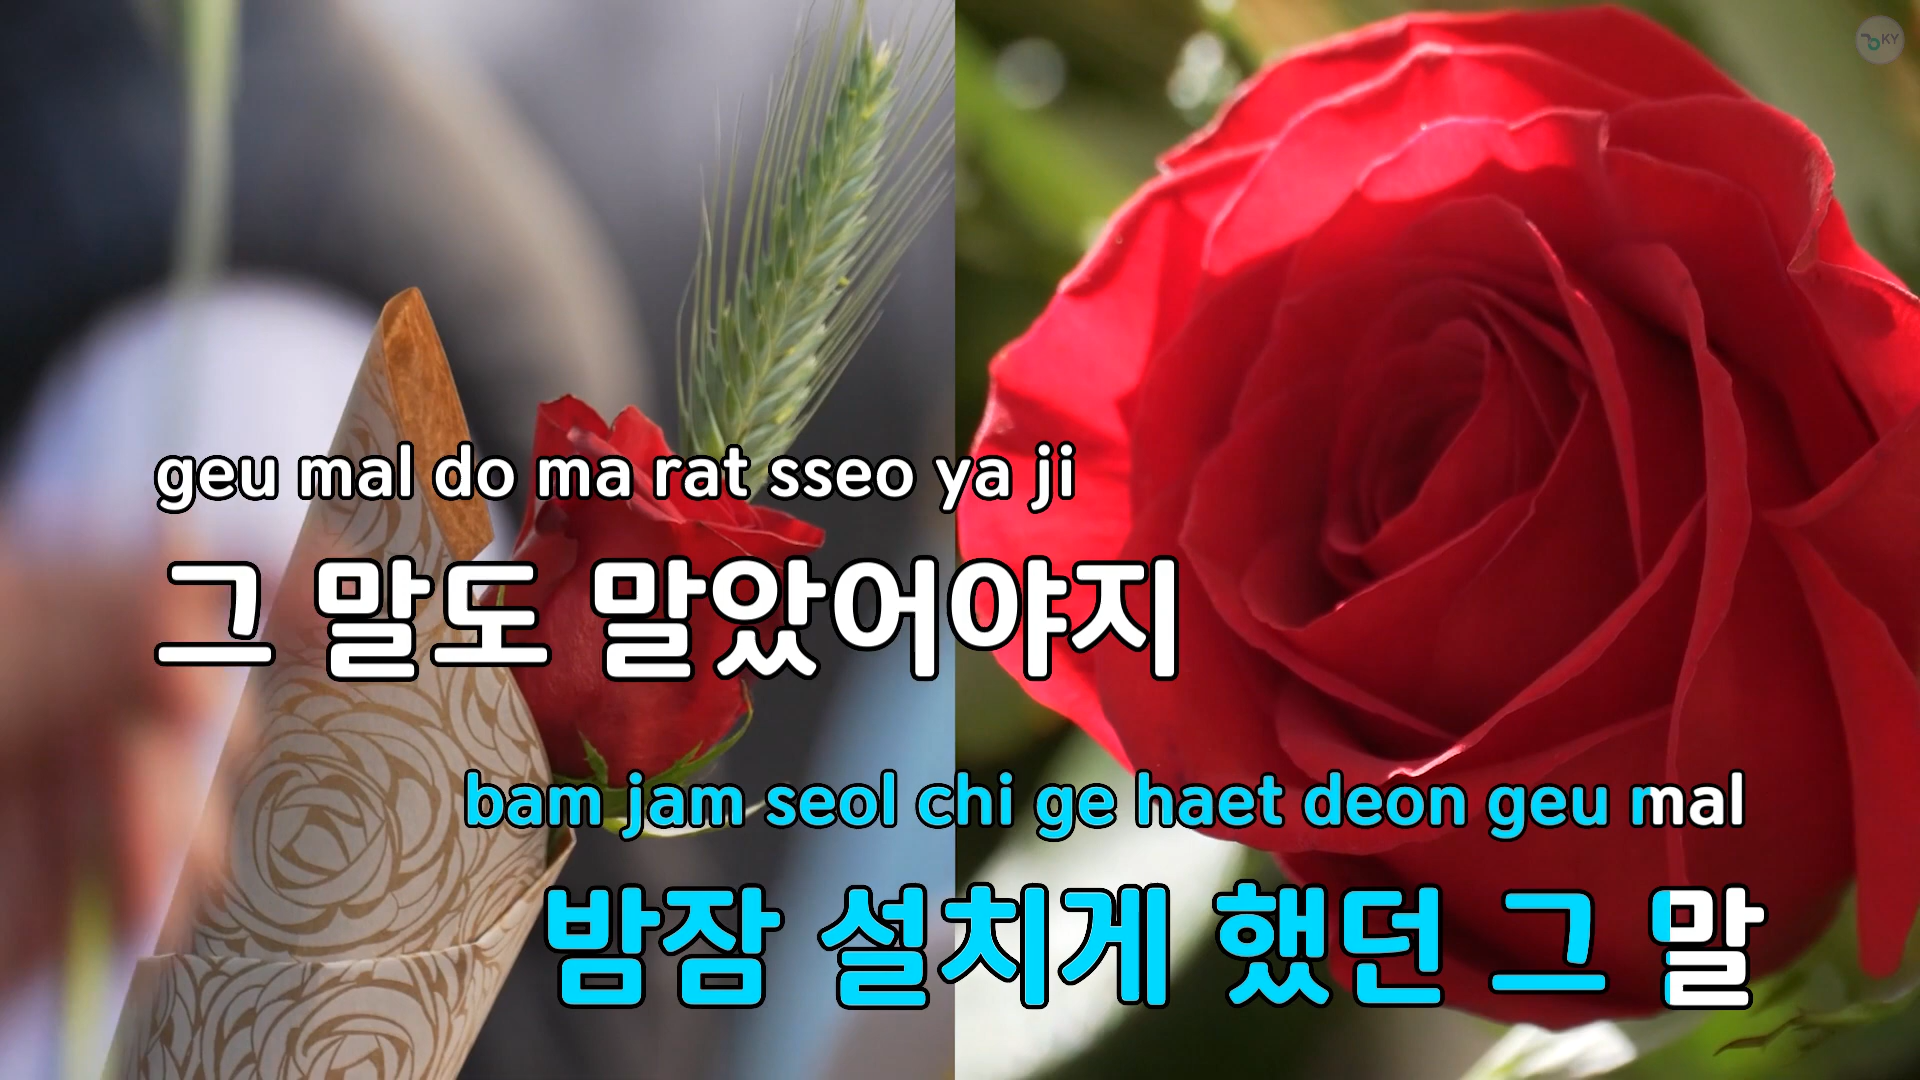 KY
geu mal do ma rat sseo ya ji
그 말도 말았어야지
bam jam seol chi ge haet deon geu mal
밤잠 설치게 했던 그 말